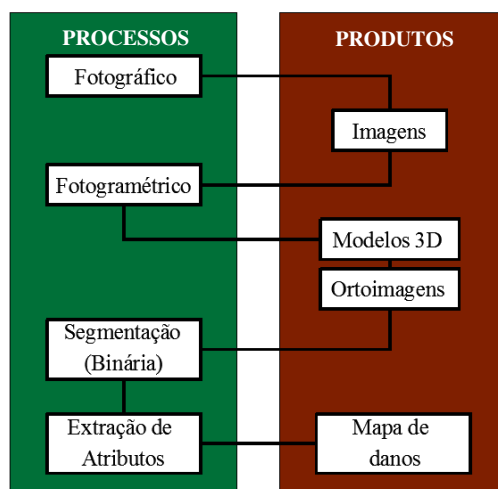 PROCESSOS
PRODUTOS
Fotográfico
Imagens
Fotogramétrico
Modelos 3D
Ortoimagens
Segmentação
(Binária)
Extração de
Atributos
Mapa de
danos